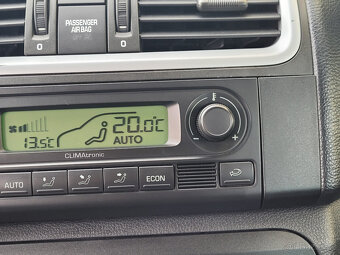 0
PASSENGER
AIR BAG
0
20.0°C
13.5°C
AUTO
CLIMAtronic
- +
AUTO
ECON